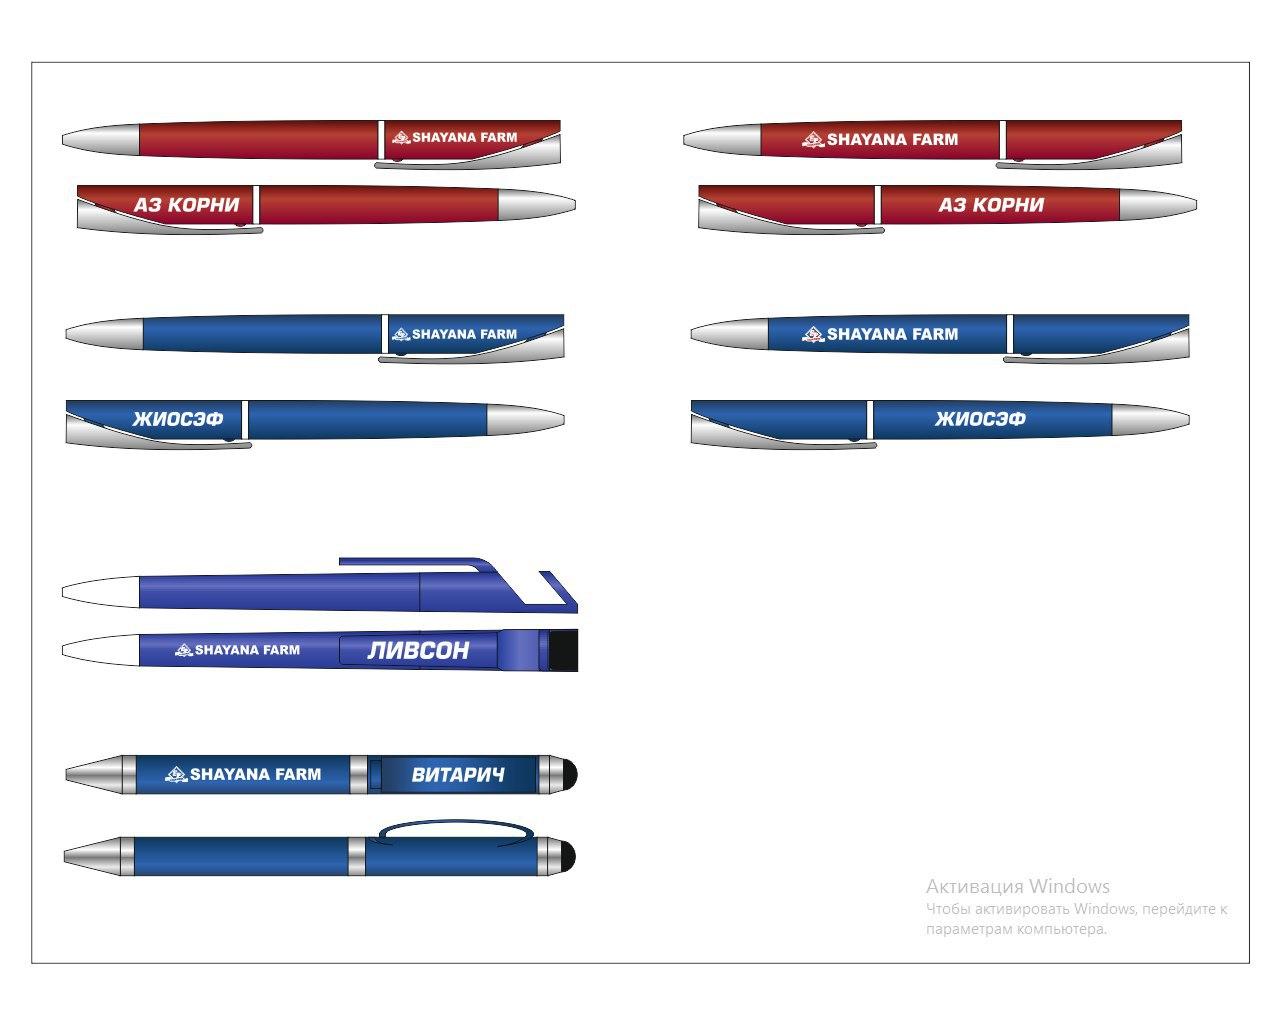 SHAYANA FARM
SHAYANA FARM
АЗ КОРНИ
АЗ КОРНИ
SHAYANA FARM
SHAYANA FARM
ЖИОСЭФ
ЖИОСЭФ
SHAYANA FARM
ЛИВСОН
SHAYANA FARM
ВИТАРИЧ
Активация Windows
Чтобы активировать Windows, перейдите к
параметрам компьютера.